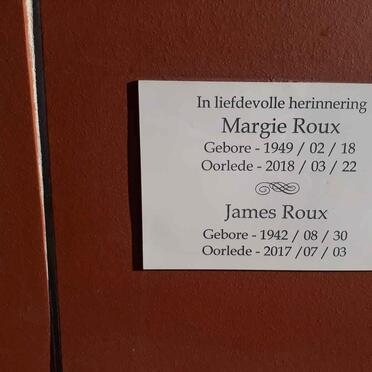 In liefdevolle herinnering
Margie Roux
Gebore - 1949 / 02 / 18
Oorlede - 2018 / 03 / 22
James Roux
Gebore - 1942 / 08 / 30
Oorlede - 2017 /07 / 03